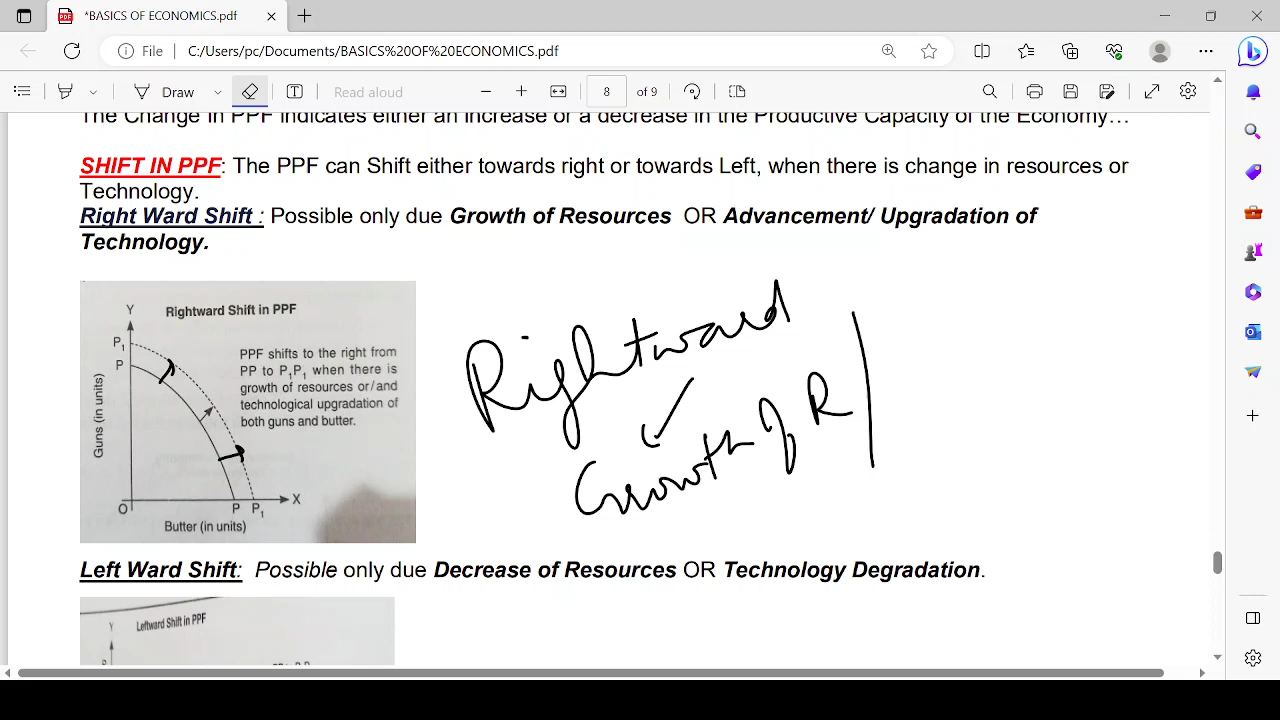 *BASICS OF ECONOMICS.pdf
File C:/Users/pc/Documents/BASICS%20OF%20ECONOMICS.pdf
Draw Read aloud 8 of 9
The Change in PPF indicates either an increase or a decrease in the Productive Capacity of the Economy…
SHIFT IN PPF: The PPF can Shift either towards right or towards Left, when there is change in resources or
Technology.
Right Ward Shift : Possible only due Growth of Resources OR Advancement/ Upgradation of
Technology.
Y Rightward Shift in PPF
P1
P
PPF shifts to the right from
PP to P1P1 when there is
growth of resources or/and
technological upgradation of
both guns and butter.
Guns (in units)
O P P1 X
Butter (in units)
Rightward
Growth of R
Left Ward Shift: Possible only due Decrease of Resources OR Technology Degradation.
Y Leftward Shift in PPF